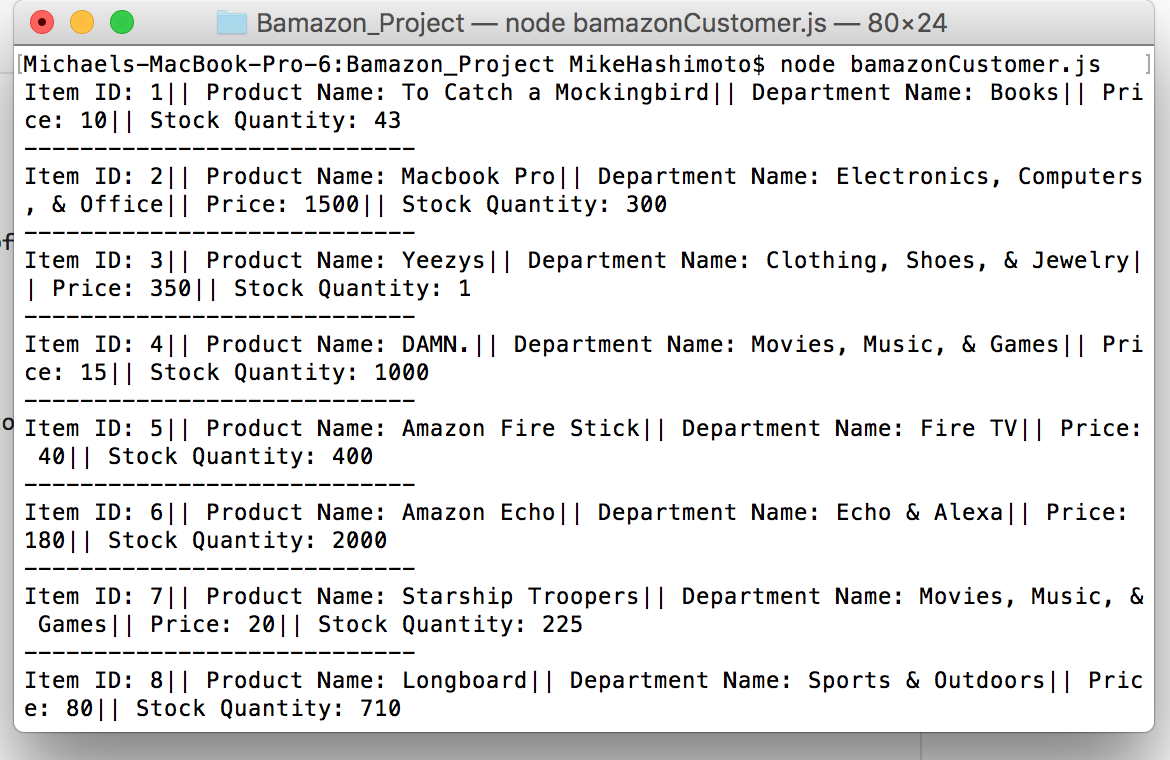 Bamazon_Project — node bamazonCustomer.js — 80×24
[Michaels-MacBook-Pro-6:Bamazon_Project MikeHashimoto$ node bamazonCustomer.js ]
Item ID: 1|| Product Name: To Catch a Mockingbird|| Department Name: Books|| Pri
ce: 10|| Stock Quantity: 43
----------------------------
Item ID: 2|| Product Name: Macbook Pro|| Department Name: Electronics, Computers
, & Office|| Price: 1500|| Stock Quantity: 300
----------------------------
of
Item ID: 3|| Product Name: Yeezys|| Department Name: Clothing, Shoes, & Jewelry|
| Price: 350|| Stock Quantity: 1
----------------------------
Item ID: 4|| Product Name: DAMN.|| Department Name: Movies, Music, & Games|| Pri
ce: 15|| Stock Quantity: 1000
----------------------------
Item ID: 5|| Product Name: Amazon Fire Stick|| Department Name: Fire TV|| Price:
 40|| Stock Quantity: 400
----------------------------
Item ID: 6|| Product Name: Amazon Echo|| Department Name: Echo & Alexa|| Price: 
180|| Stock Quantity: 2000
----------------------------
Item ID: 7|| Product Name: Starship Troopers|| Department Name: Movies, Music, &
 Games|| Price: 20|| Stock Quantity: 225
----------------------------
Item ID: 8|| Product Name: Longboard|| Department Name: Sports & Outdoors|| Pric
e: 80|| Stock Quantity: 710